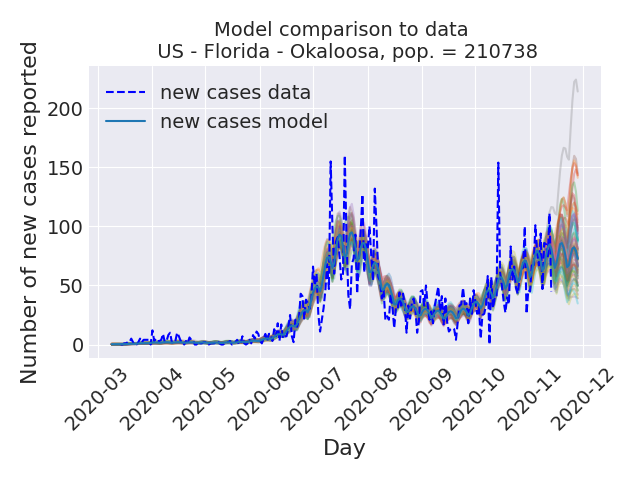 Model comparison to data
US - Florida - Okaloosa, pop. = 210738
new cases data
new cases model
Number of new cases reported
200
150
100
50
0
2020-03
2020-04
2020-05
2020-06
2020-07
2020-08
2020-09
2020-10
2020-11
2020-12
Day